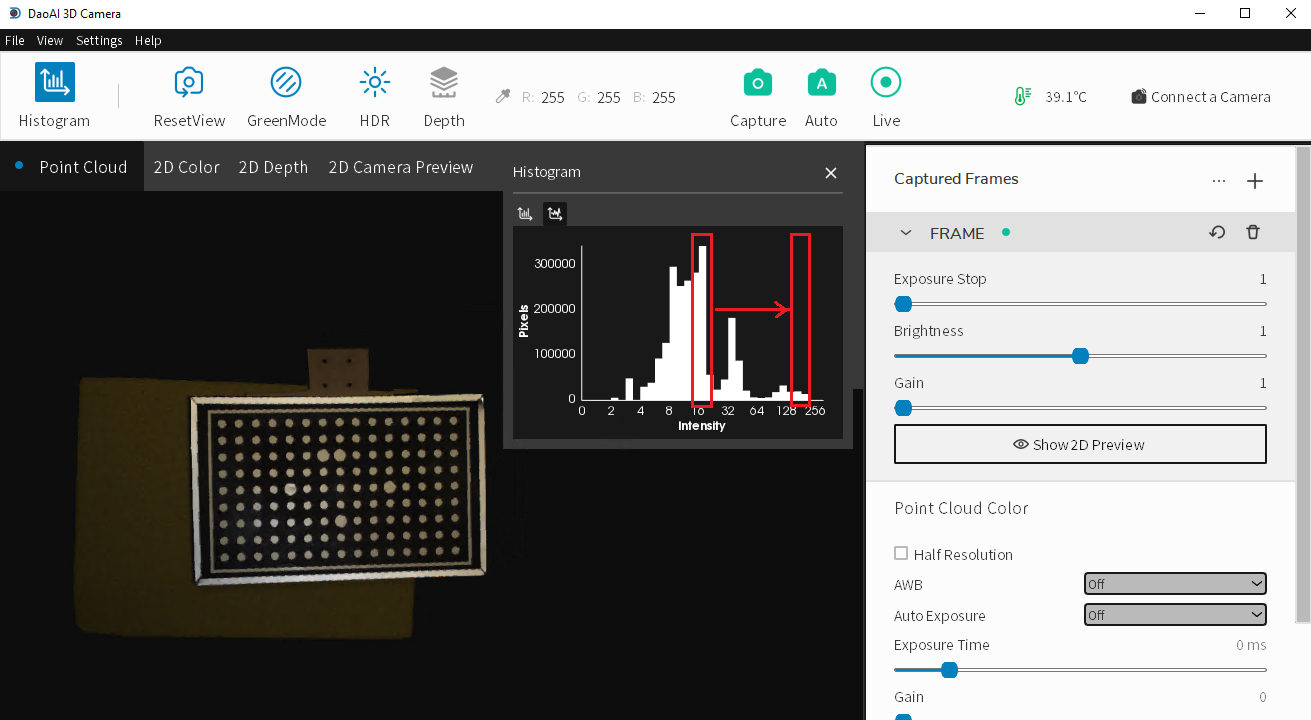 DaoAI 3D Camera
File View Settings Help
Histogram ResetView GreenMode HDR Depth R: 255 G: 255 B: 255 Capture Auto Live 39.1°C Connect a Camera
Point Cloud 2D Color 2D Depth 2D Camera Preview
Histogram
300000
200000
100000
0
Pixels
0 2 4 8 16 32 64 128 256
Intensity
Captured Frames
FRAME
Exposure Stop 1
Brightness 1
Gain 1
Show 2D Preview
Point Cloud Color
Half Resolution
AWB Off
Auto Exposure Off
Exposure Time 0 ms
Gain 0